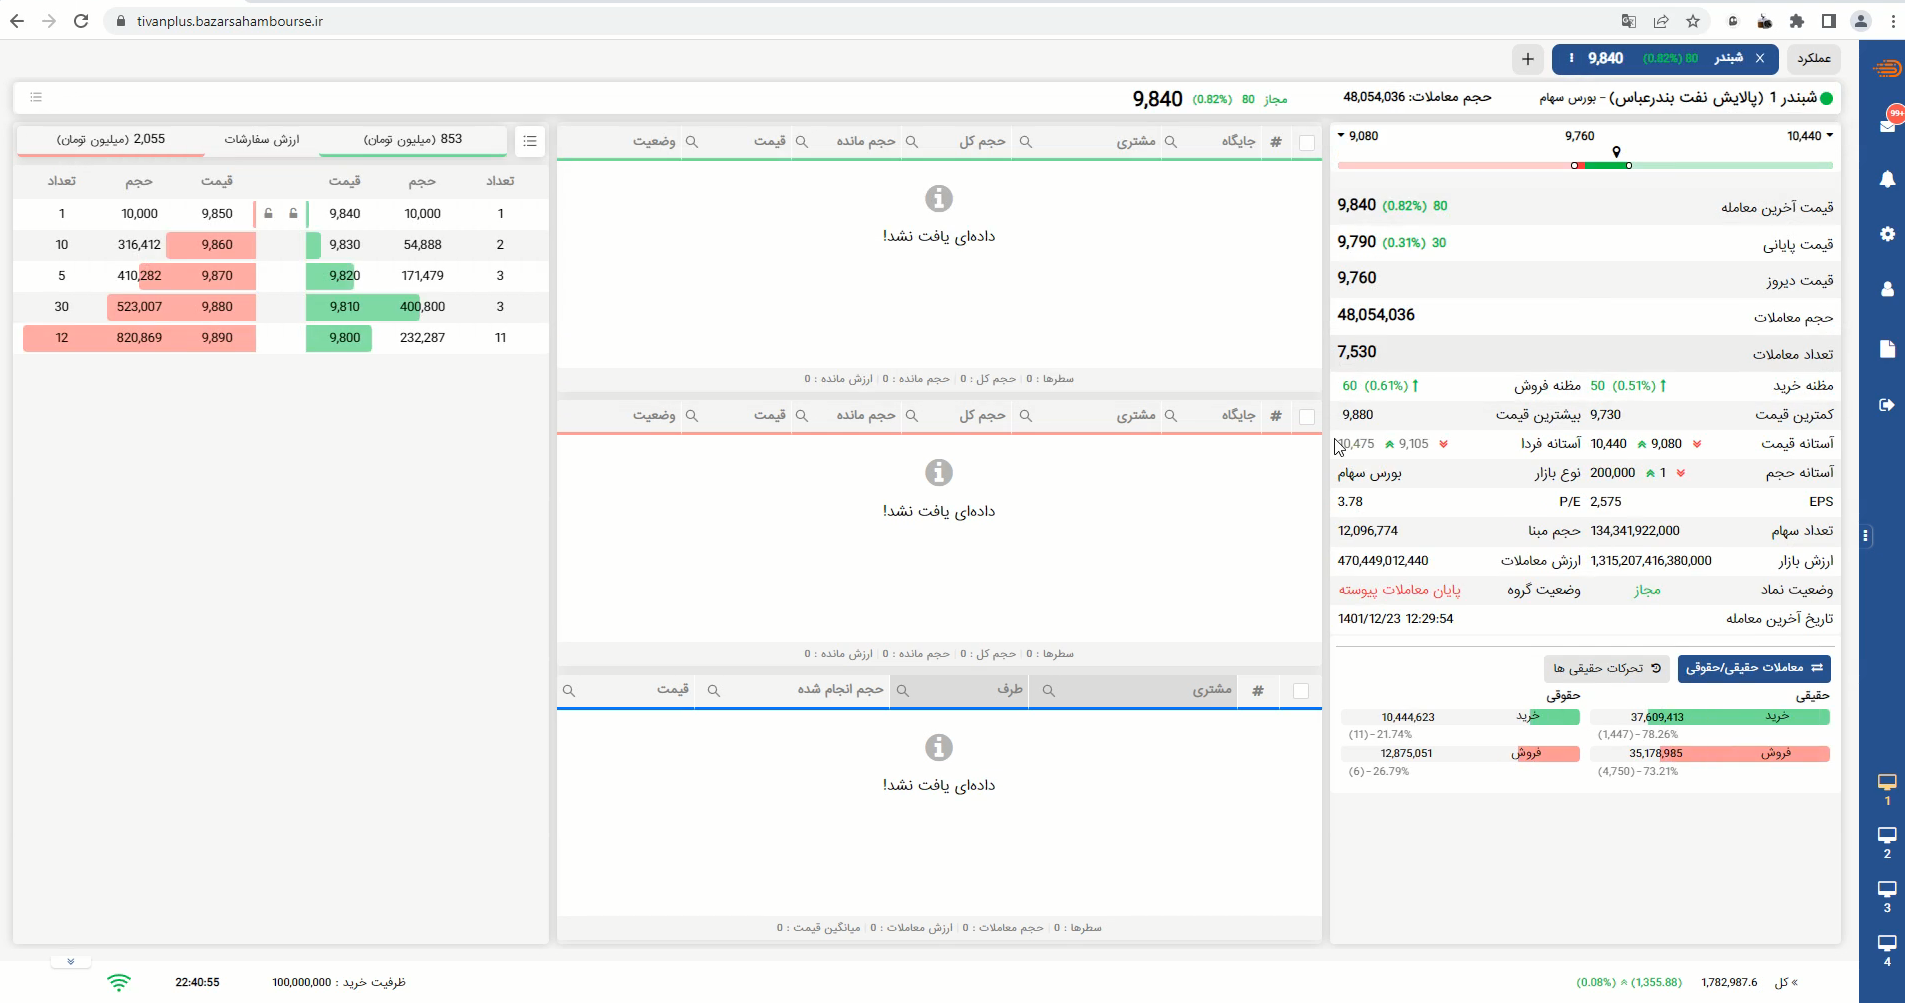 tivanplus.bazarsahambourse.ir
عملکرد
شبندر 80 (0.82%) 9,840
شبندر 1 (پالایش نفت بندرعباس) – بورس سهام
حجم معاملات: 48,054,036
مجاز 80 (0.82%) 9,840
99+
10,440 9,760 9,080
قیمت آخرین معامله 80 (0.82%) 9,840
قیمت پایانی 30 (0.31%) 9,790
قیمت دیروز 9,760
حجم معاملات 48,054,036
تعداد معاملات 7,530
مظنه خرید 50 (0.51%) مظنه فروش 60 (0.61%)
کمترین قیمت 9,730 بیشترین قیمت 9,880
آستانه قیمت 9,080 10,440 آستانه فردا 9,105
آستانه حجم 1 200,000 نوع بازار بورس سهام
EPS 2,575 P/E 3.78
تعداد سهام 134,341,922,000 حجم مبنا 12,096,774
ارزش بازار 1,315,207,416,380,000 ارزش معاملات 470,449,012,440
وضعیت نماد مجاز وضعیت گروه پایان معاملات پیوسته
تاریخ آخرین معامله 1401/12/23 12:29:54
معاملات حقیقی/حقوقی تحرکات حقیقی ها
حقیقی حقوقی
خرید 37,609,413 خرید 10,444,623
(1,447) – 78.26% (11) – 21.74%
فروش 35,178,985 فروش 12,875,051
(4,750) – 73.21% (6) – 26.79%
# جایگاه مشتری حجم کل حجم مانده قیمت وضعیت
داده‌ای یافت نشد!
سطرها : 0 | حجم کل : 0 | حجم مانده : 0 | ارزش مانده : 0
# جایگاه مشتری حجم کل حجم مانده قیمت وضعیت
داده‌ای یافت نشد!
سطرها : 0 | حجم کل : 0 | حجم مانده : 0 | ارزش مانده : 0
# مشتری طرف حجم انجام شده قیمت
داده‌ای یافت نشد!
سطرها : 0 | حجم معاملات : 0 | ارزش معاملات : 0 | میانگین قیمت : 0
853 (میلیون تومان) ارزش سفارشات 2,055 (میلیون تومان)
تعداد حجم قیمت قیمت حجم تعداد
1 10,000 9,840 9,850 10,000 1
2 54,888 9,830 9,860 316,412 10
3 171,479 9,820 9,870 410,282 5
3 400,800 9,810 9,880 523,007 30
11 232,287 9,800 9,890 820,869 12
1
2
3
4
» کل 1,782,987.6 (1,355.88) (0.08%)
ظرفیت خرید : 100,000,000
22:40:55